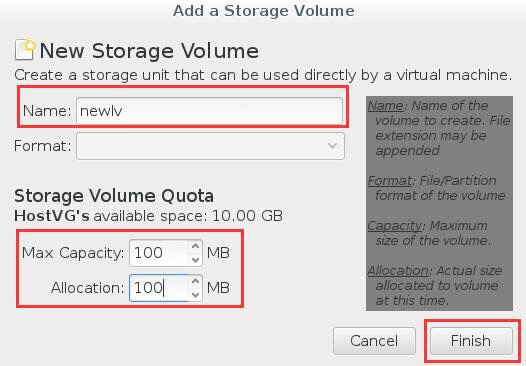 Add a Storage Volume
New Storage Volume
Create a storage unit that can be used directly by a virtual machine.
Name: newlv
Format:
Name: Name of the
volume to create. File
extension may be
appended
Format: File/Partition
format of the volume
Capacity: Maximum
size of the volume.
Allocation: Actual size
allocated to volume
at this time.
Storage Volume Quota
HostVG's available space: 10.00 GB
Max Capacity: 100 MB
Allocation: 100 MB
Cancel
Finish